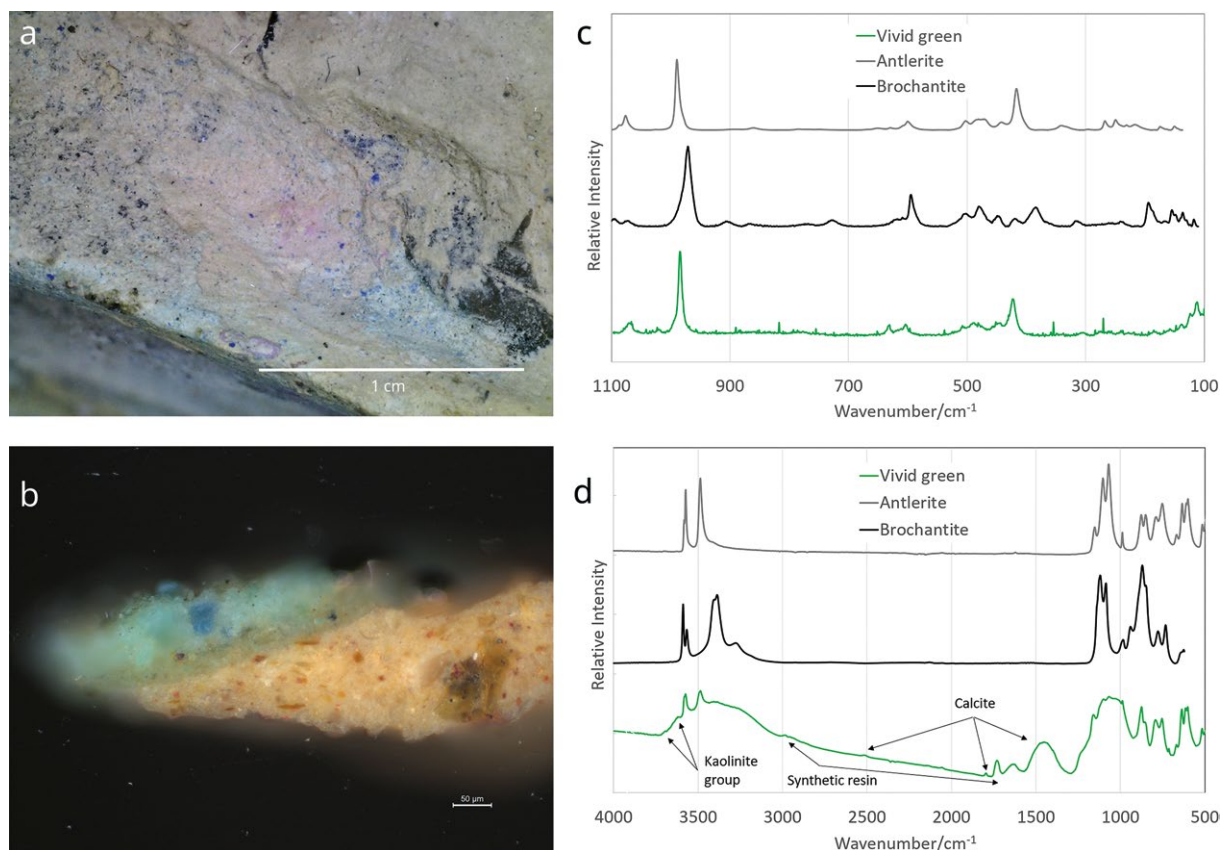 a
1 cm
b
50 µm
c
Vivid green
Antlerite
Brochantite
Relative Intensity
1100
900
700
500
300
100
Wavenumber/cm-1
d
Vivid green
Antlerite
Brochantite
Relative Intensity
Calcite
Kaolinite
group
Synthetic resin
4000
3500
3000
2500
2000
1500
1000
500
Wavenumber/cm-1